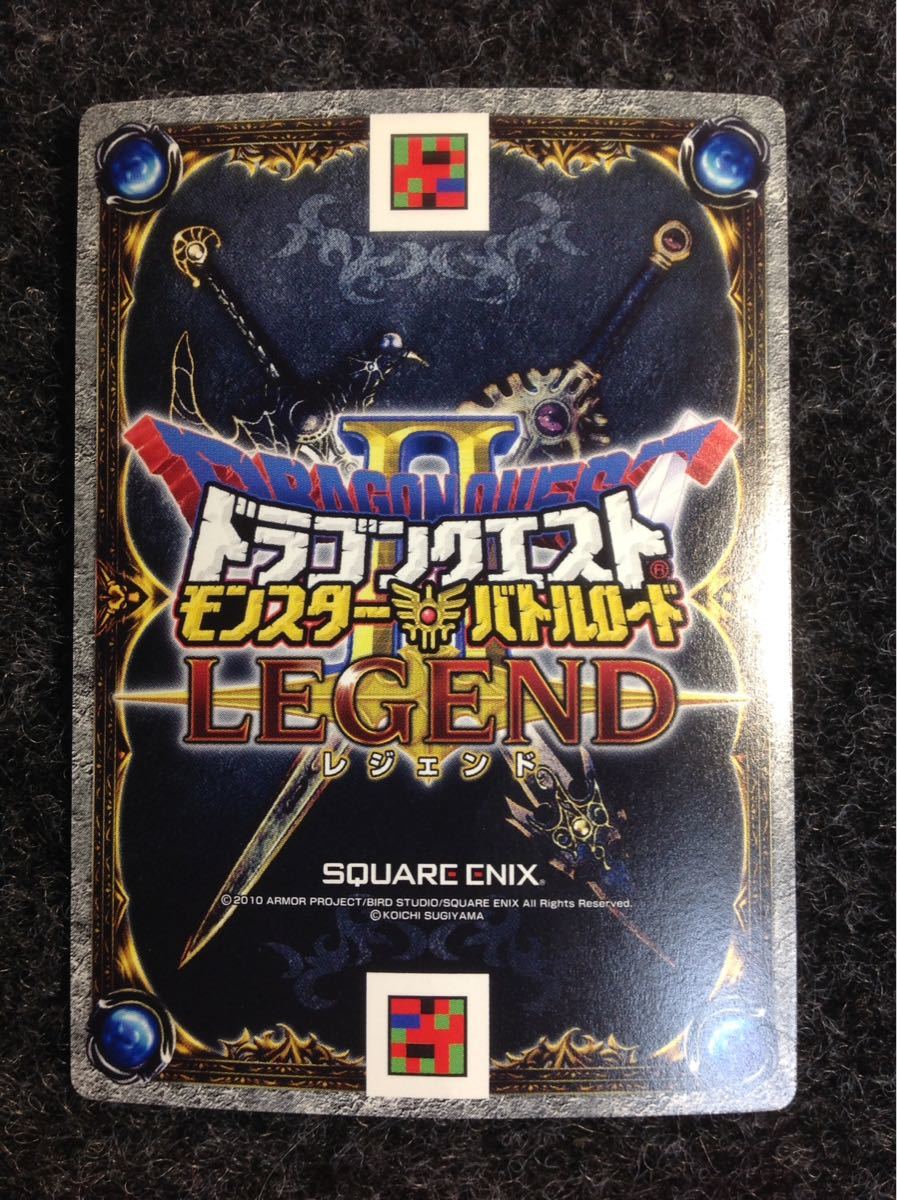 II
DRAGON QUEST
ドラゴンクエスト®
モンスターバトルロード
LEGEND
レジェンド
SQUARE ENIX®
©2010 ARMOR PROJECT/BIRD STUDIO/SQUARE ENIX All Rights Reserved.
©KOICHI SUGIYAMA